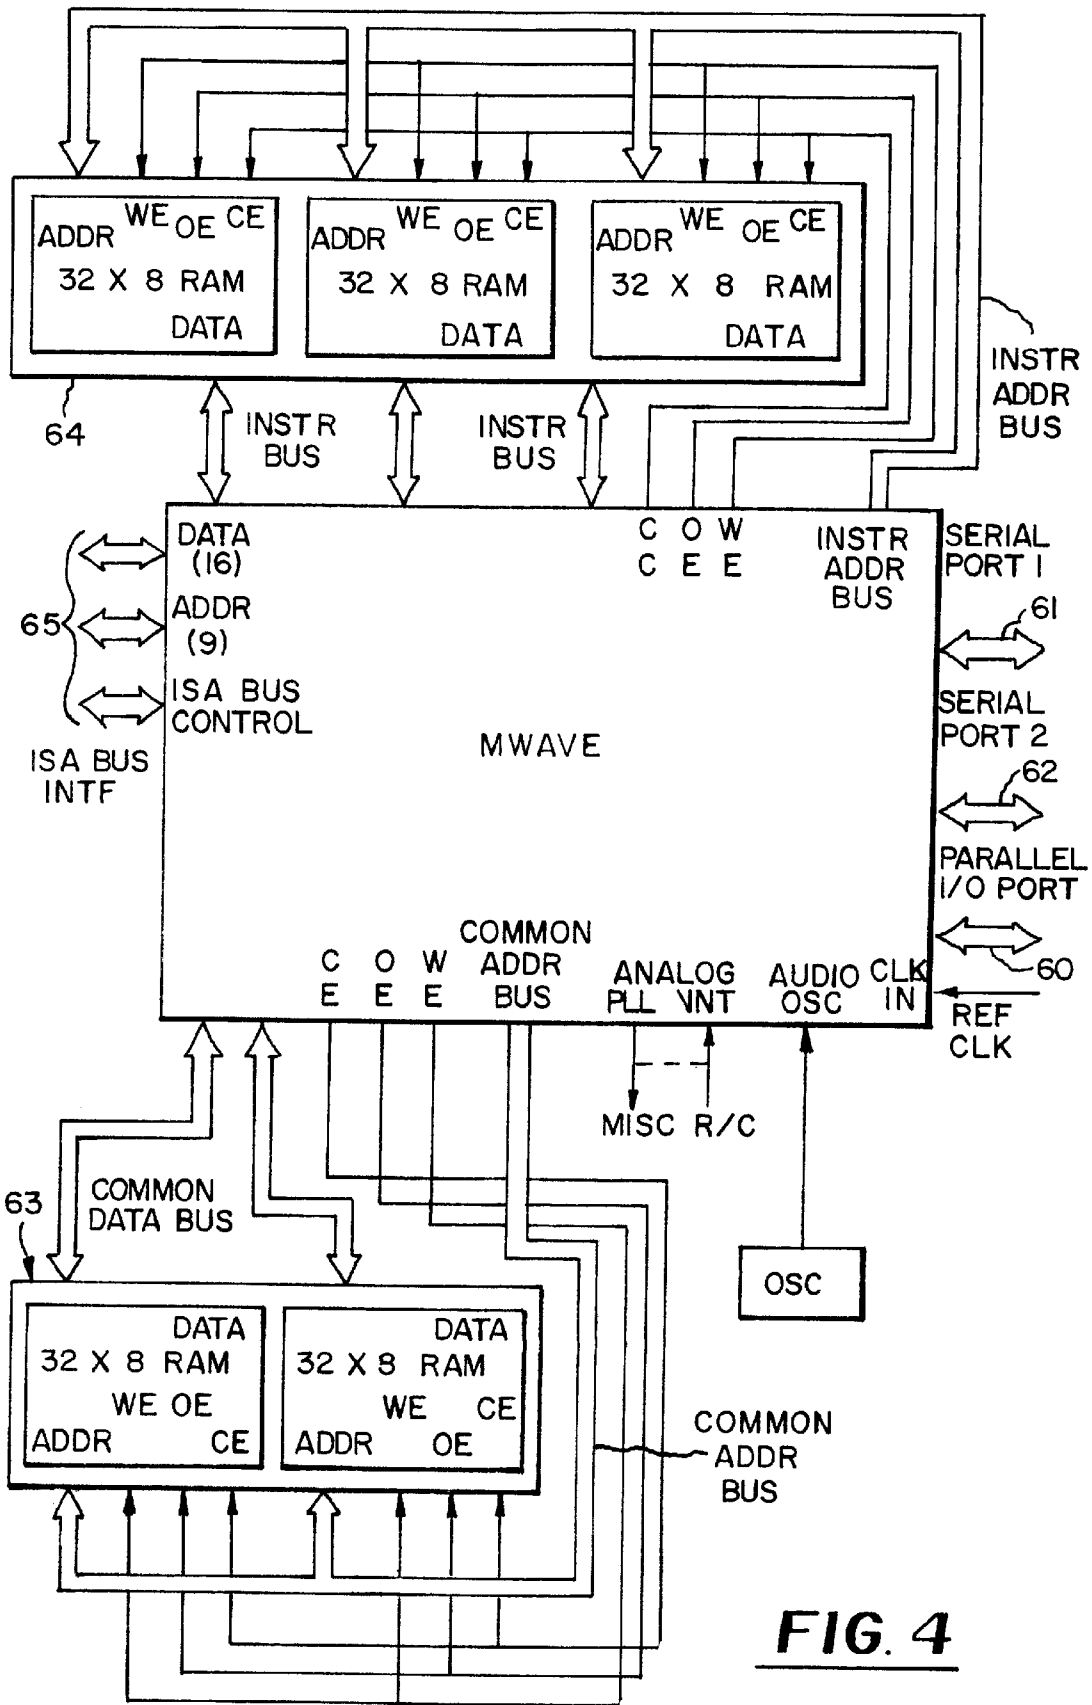 WE OE CE
ADDR
32 X 8 RAM
DATA
WE OE CE
ADDR
32 X 8 RAM
DATA
WE OE CE
ADDR
32 X 8 RAM
DATA
64
INSTR
BUS
INSTR
BUS
INSTR
ADDR
BUS
C O W
C E E
INSTR
ADDR
BUS
DATA
(16)
ADDR
(9)
ISA BUS
CONTROL
65
ISA BUS
INTF
MWAVE
SERIAL
PORT 1
61
SERIAL
PORT 2
62
PARALLEL
I/O PORT
60
C O W
E E E
COMMON
ADDR
BUS
ANALOG
PLL VNT
AUDIO
OSC
CLK
IN
REF
CLK
MISC R/C
OSC
COMMON
DATA BUS
63
DATA
32 X 8 RAM
WE OE
ADDR CE
DATA
32 X 8 RAM
WE CE
ADDR OE
COMMON
ADDR
BUS
FIG. 4